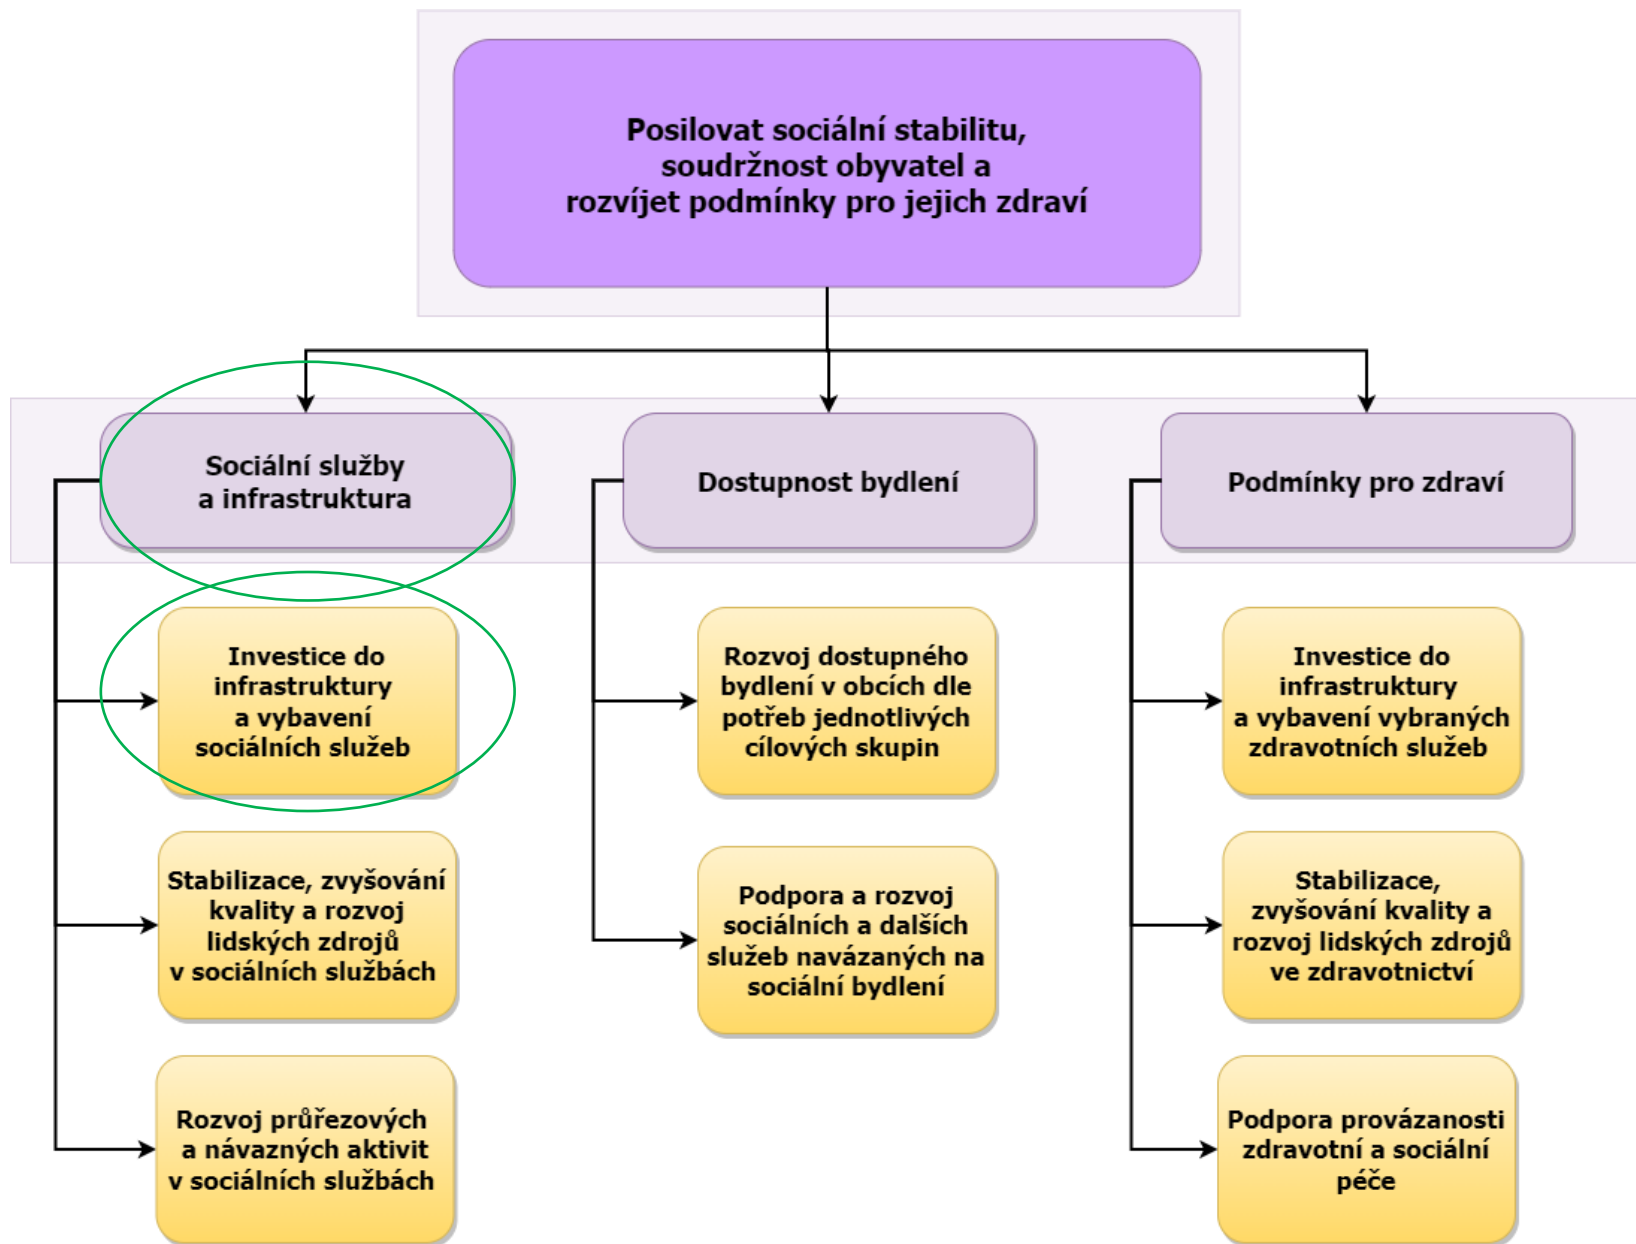 Posilovat sociální stabilitu,
soudržnost obyvatel a
rozvíjet podmínky pro jejich zdraví
Sociální služby
a infrastruktura
Dostupnost bydlení
Podmínky pro zdraví
Investice do
infrastruktury
a vybavení
sociálních služeb
Rozvoj dostupného
bydlení v obcích dle
potřeb jednotlivých
cílových skupin
Investice do
infrastruktury
a vybavení vybraných
zdravotních služeb
Stabilizace, zvyšování
kvality a rozvoj
lidských zdrojů
v sociálních službách
Podpora a rozvoj
sociálních a dalších
služeb navázaných na
sociální bydlení
Stabilizace,
zvyšování kvality a
rozvoj lidských zdrojů
ve zdravotnictví
Rozvoj průřezových
a návazných aktivit
v sociálních službách
Podpora provázanosti
zdravotní a sociální
péče